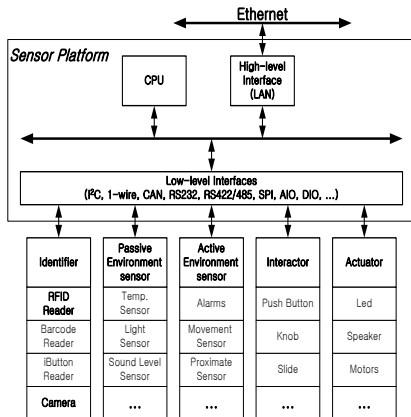 Ethernet
Sensor Platform
CPU
High-level
Interface
(LAN)
Low-level Interfaces
(I²C, 1-wire, CAN, RS232, RS422/485, SPI, AIO, DIO, ...)
Identifier
RFID
Reader
Barcode
Reader
iButton
Reader
Camera
Passive
Environment
sensor
Temp.
Sensor
Light
Sensor
Sound Level
Sensor
...
Active
Environment
sensor
Alarms
Movement
Sensor
Proximate
Sensor
...
Interactor
Push Button
Knob
Slide
...
Actuator
Led
Speaker
Motors
...